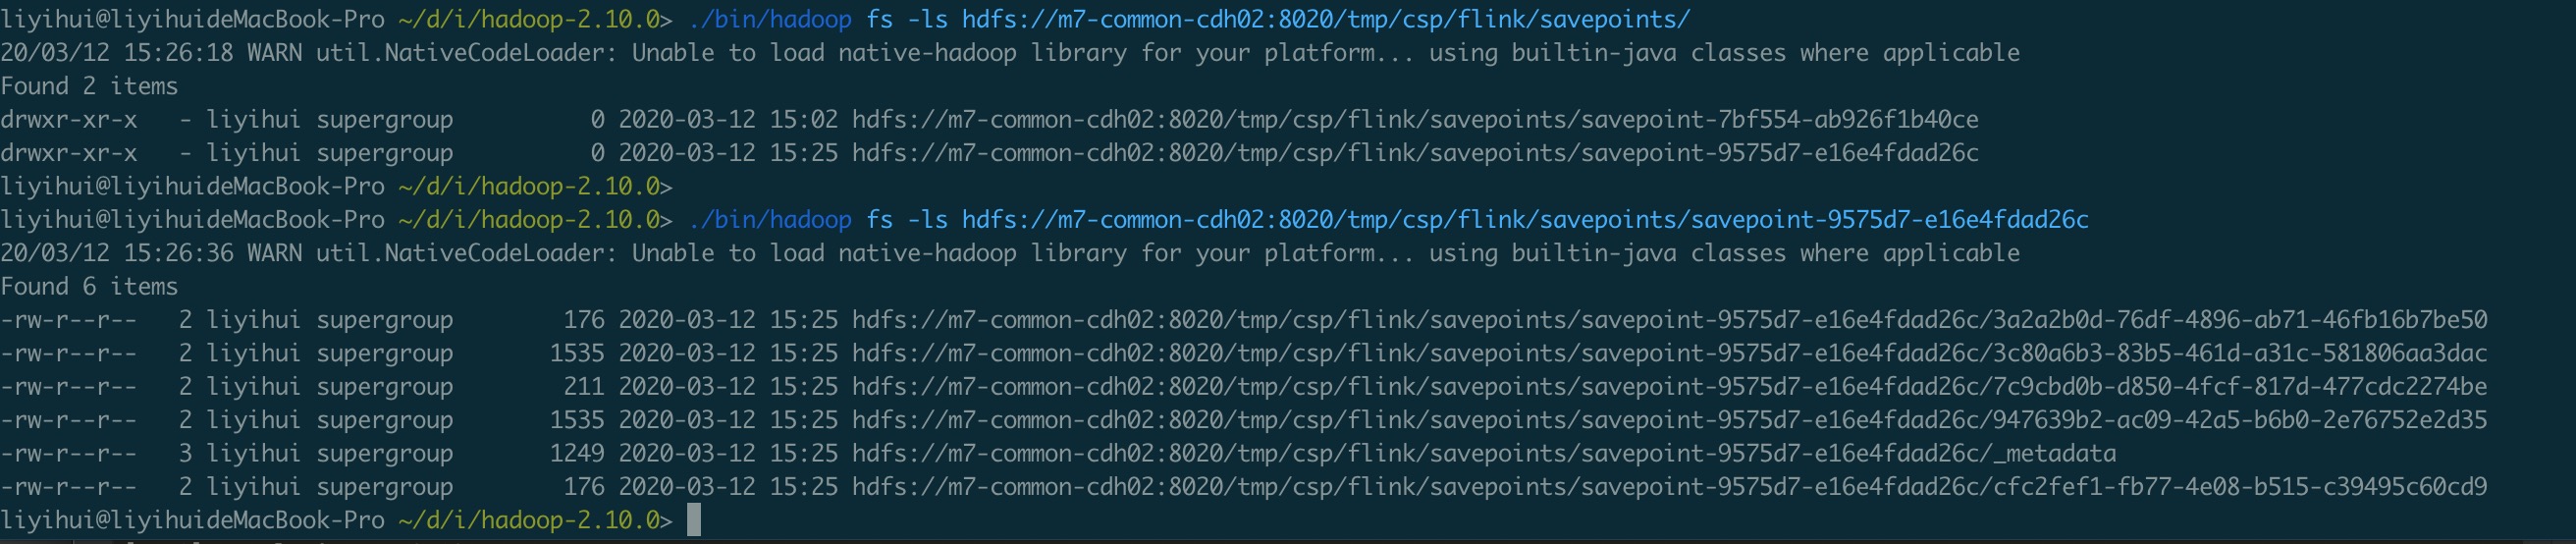 liyihui@liyihuideMacBook-Pro ~/d/i/hadoop-2.10.0> ./bin/hadoop fs -ls hdfs://m7-common-cdh02:8020/tmp/csp/flink/savepoints/
20/03/12 15:26:18 WARN util.NativeCodeLoader: Unable to load native-hadoop library for your platform... using builtin-java classes where applicable
Found 2 items
drwxr-xr-x   - liyihui supergroup          0 2020-03-12 15:02 hdfs://m7-common-cdh02:8020/tmp/csp/flink/savepoints/savepoint-7bf554-ab926f1b40ce
drwxr-xr-x   - liyihui supergroup          0 2020-03-12 15:25 hdfs://m7-common-cdh02:8020/tmp/csp/flink/savepoints/savepoint-9575d7-e16e4fdad26c
liyihui@liyihuideMacBook-Pro ~/d/i/hadoop-2.10.0>
liyihui@liyihuideMacBook-Pro ~/d/i/hadoop-2.10.0> ./bin/hadoop fs -ls hdfs://m7-common-cdh02:8020/tmp/csp/flink/savepoints/savepoint-9575d7-e16e4fdad26c
20/03/12 15:26:36 WARN util.NativeCodeLoader: Unable to load native-hadoop library for your platform... using builtin-java classes where applicable
Found 6 items
-rw-r--r--   2 liyihui supergroup        176 2020-03-12 15:25 hdfs://m7-common-cdh02:8020/tmp/csp/flink/savepoints/savepoint-9575d7-e16e4fdad26c/3a2a2b0d-76df-4896-ab71-46fb16b7be50
-rw-r--r--   2 liyihui supergroup       1535 2020-03-12 15:25 hdfs://m7-common-cdh02:8020/tmp/csp/flink/savepoints/savepoint-9575d7-e16e4fdad26c/3c80a6b3-83b5-461d-a31c-581806aa3dac
-rw-r--r--   2 liyihui supergroup        211 2020-03-12 15:25 hdfs://m7-common-cdh02:8020/tmp/csp/flink/savepoints/savepoint-9575d7-e16e4fdad26c/7c9cbd0b-d850-4fcf-817d-477cdc2274be
-rw-r--r--   2 liyihui supergroup       1535 2020-03-12 15:25 hdfs://m7-common-cdh02:8020/tmp/csp/flink/savepoints/savepoint-9575d7-e16e4fdad26c/947639b2-ac09-42a5-b6b0-2e76752e2d35
-rw-r--r--   3 liyihui supergroup       1249 2020-03-12 15:25 hdfs://m7-common-cdh02:8020/tmp/csp/flink/savepoints/savepoint-9575d7-e16e4fdad26c/_metadata
-rw-r--r--   2 liyihui supergroup        176 2020-03-12 15:25 hdfs://m7-common-cdh02:8020/tmp/csp/flink/savepoints/savepoint-9575d7-e16e4fdad26c/cfc2fef1-fb77-4e08-b515-c39495c60cd9
liyihui@liyihuideMacBook-Pro ~/d/i/hadoop-2.10.0>